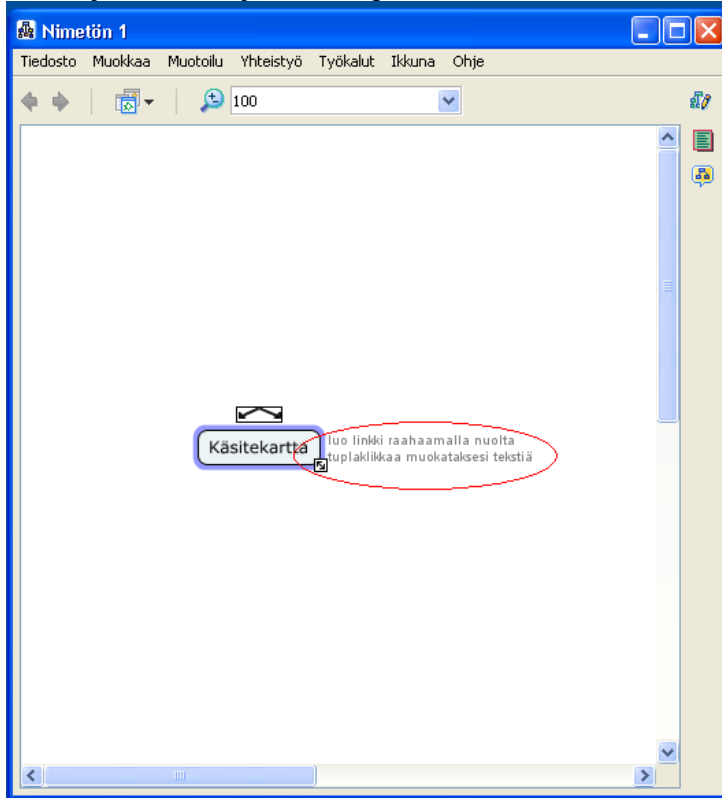 Nimetön 1
Tiedosto Muokkaa Muotoilu Yhteistyö Työkalut Ikkuna Ohje
100
luo linkki raahaamalla nuolta
Käsitekartta
tuplaklikkaa muokataksesi tekstiä